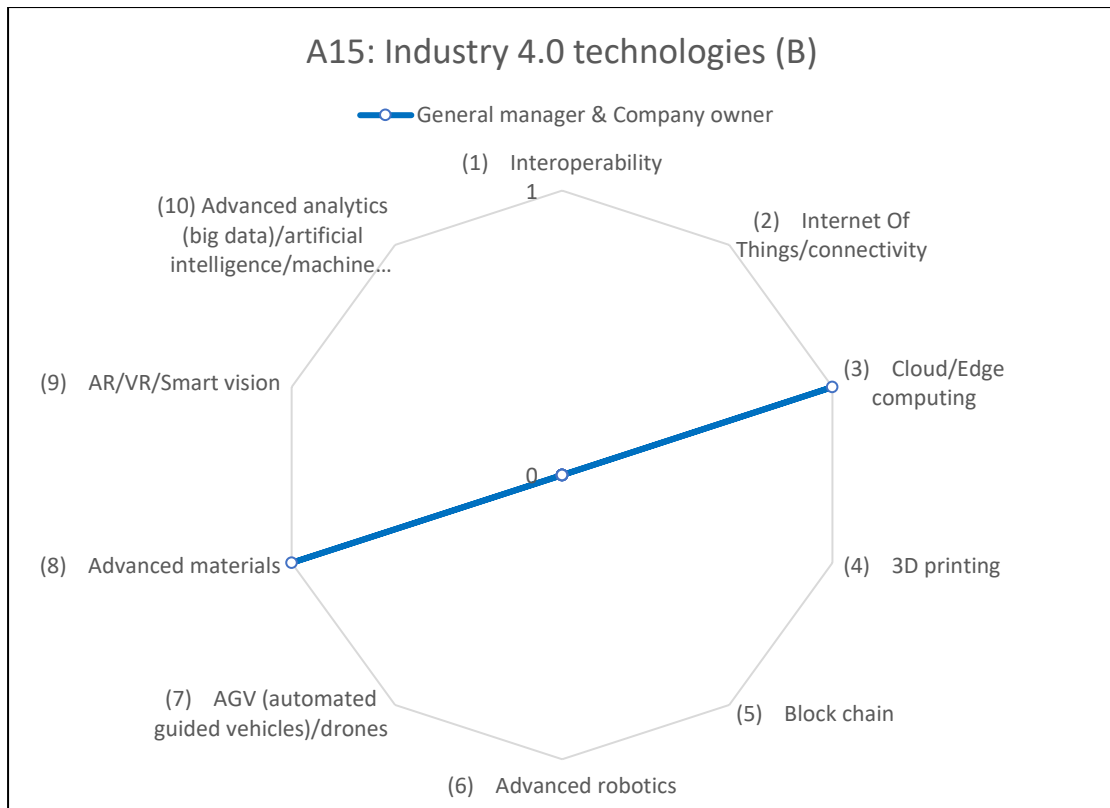 A15: Industry 4.0 technologies (B)
General manager & Company owner
(1) Interoperability
1
(2) Internet Of
Things/connectivity
(3) Cloud/Edge
computing
(4) 3D printing
(5) Block chain
(6) Advanced robotics
(7) AGV (automated
guided vehicles)/drones
(8) Advanced materials
(9) AR/VR/Smart vision
(10) Advanced analytics
(big data)/artificial
intelligence/machine...
0